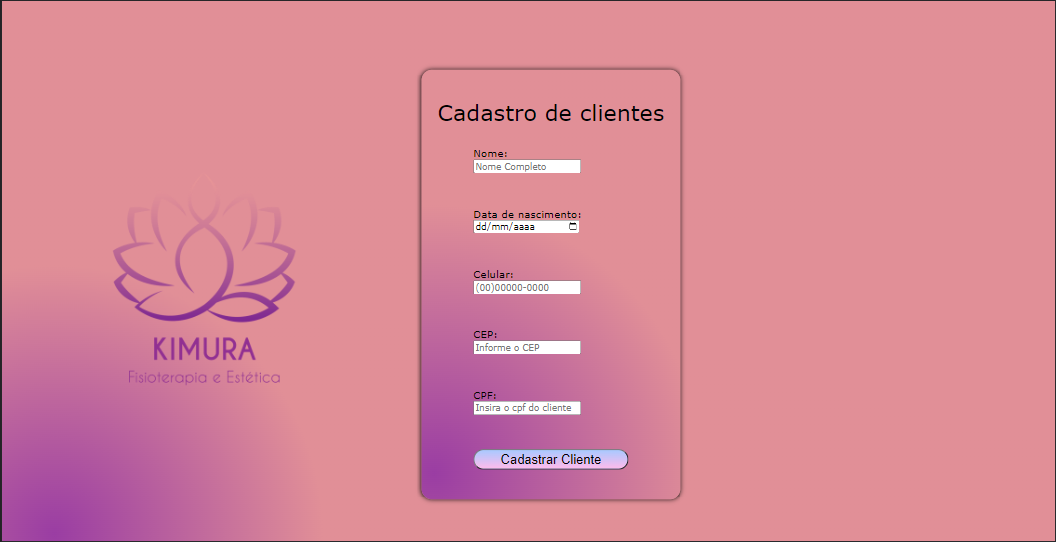 Cadastro de clientes
Nome:
Nome Completo
Data de nascimento:
dd/mm/aaaa
Celular:
(00)00000-0000
CEP:
Informe o CEP
CPF:
Insira o cpf do cliente
Cadastrar Cliente
KIMURA
Fisioterapia e Estética